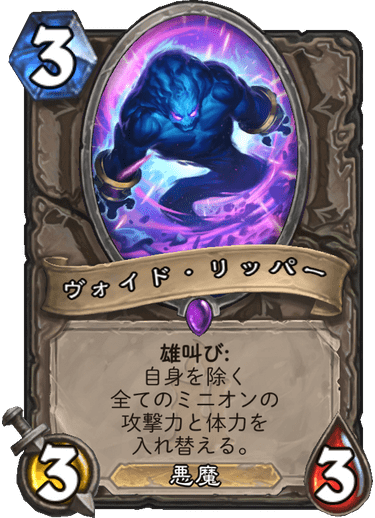 3
ヴォイド・リッパー
雄叫び:
自身を除く
全てのミニオンの
攻撃力と体力を
入れ替える。
3
悪魔
3